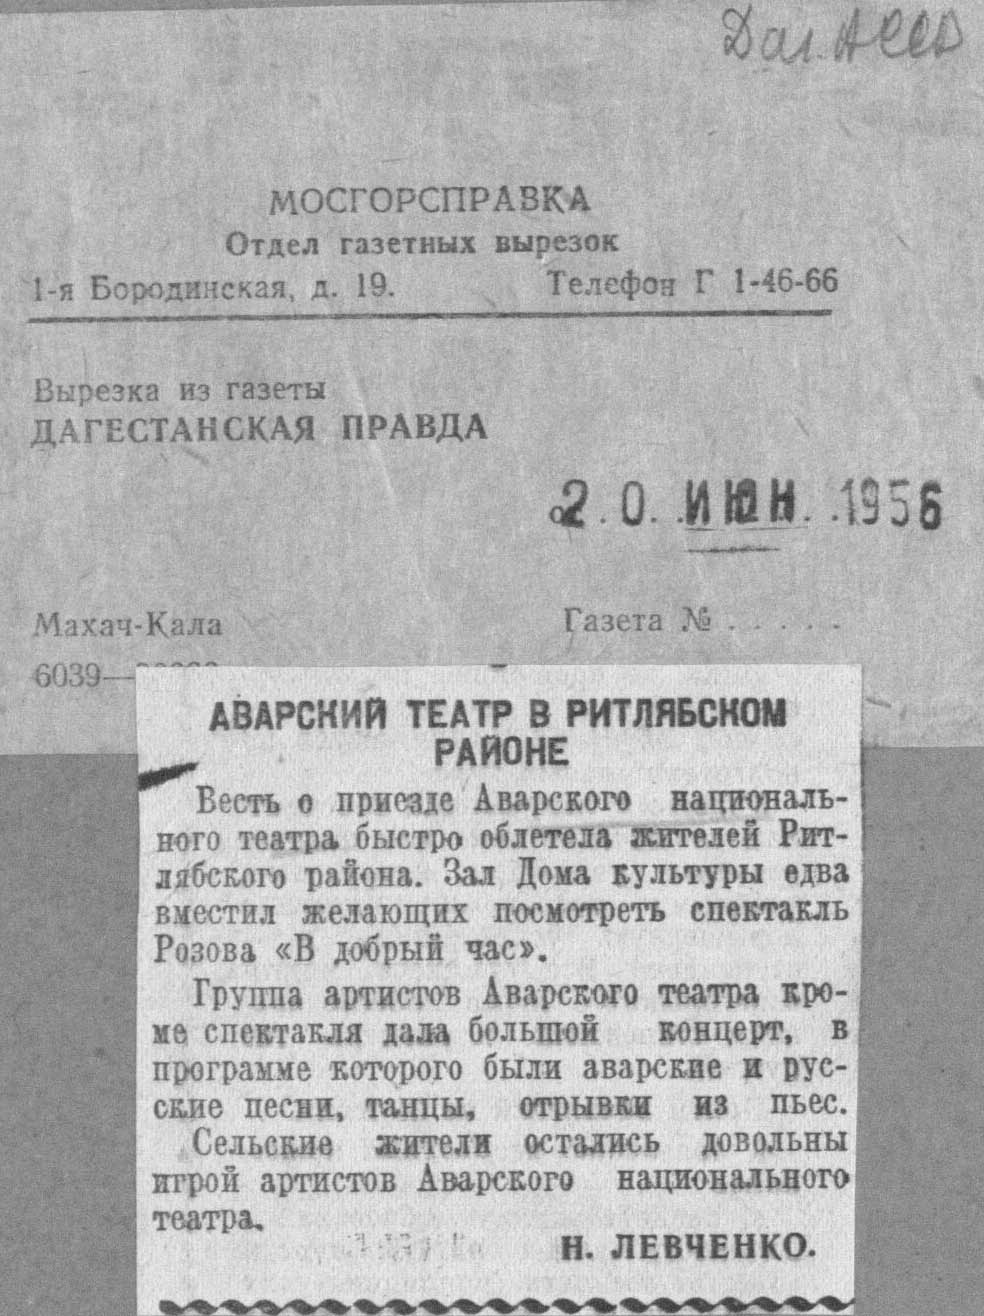 Даг. АССР
МОСГОРСПРАВКА
Отдел газетных вырезок
1-я Бородинская, д. 19. Телефон Г 1-46-66
Вырезка из газеты
ДАГЕСТАНСКАЯ ПРАВДА
2 0 . ИЮН . 1956
Махач-Кала Газета № . . . . .
6039—
АВАРСКИЙ ТЕАТР В РИТЛЯБСКОМ
РАЙОНЕ
Весть о приезде Аварского националь-
ного театра быстро облетела жителей Рит-
лябского района. Зал Дома культуры едва
вместил желающих посмотреть спектакль
Розова «В добрый час».
Группа артистов Аварского театра кро-
ме спектакля дала большой концерт, в
программе которого были аварские и рус-
ские песни, танцы, отрывки из пьес.
Сельские жители остались довольны
игрой артистов Аварского национального
театра.
Н. ЛЕВЧЕНКО.